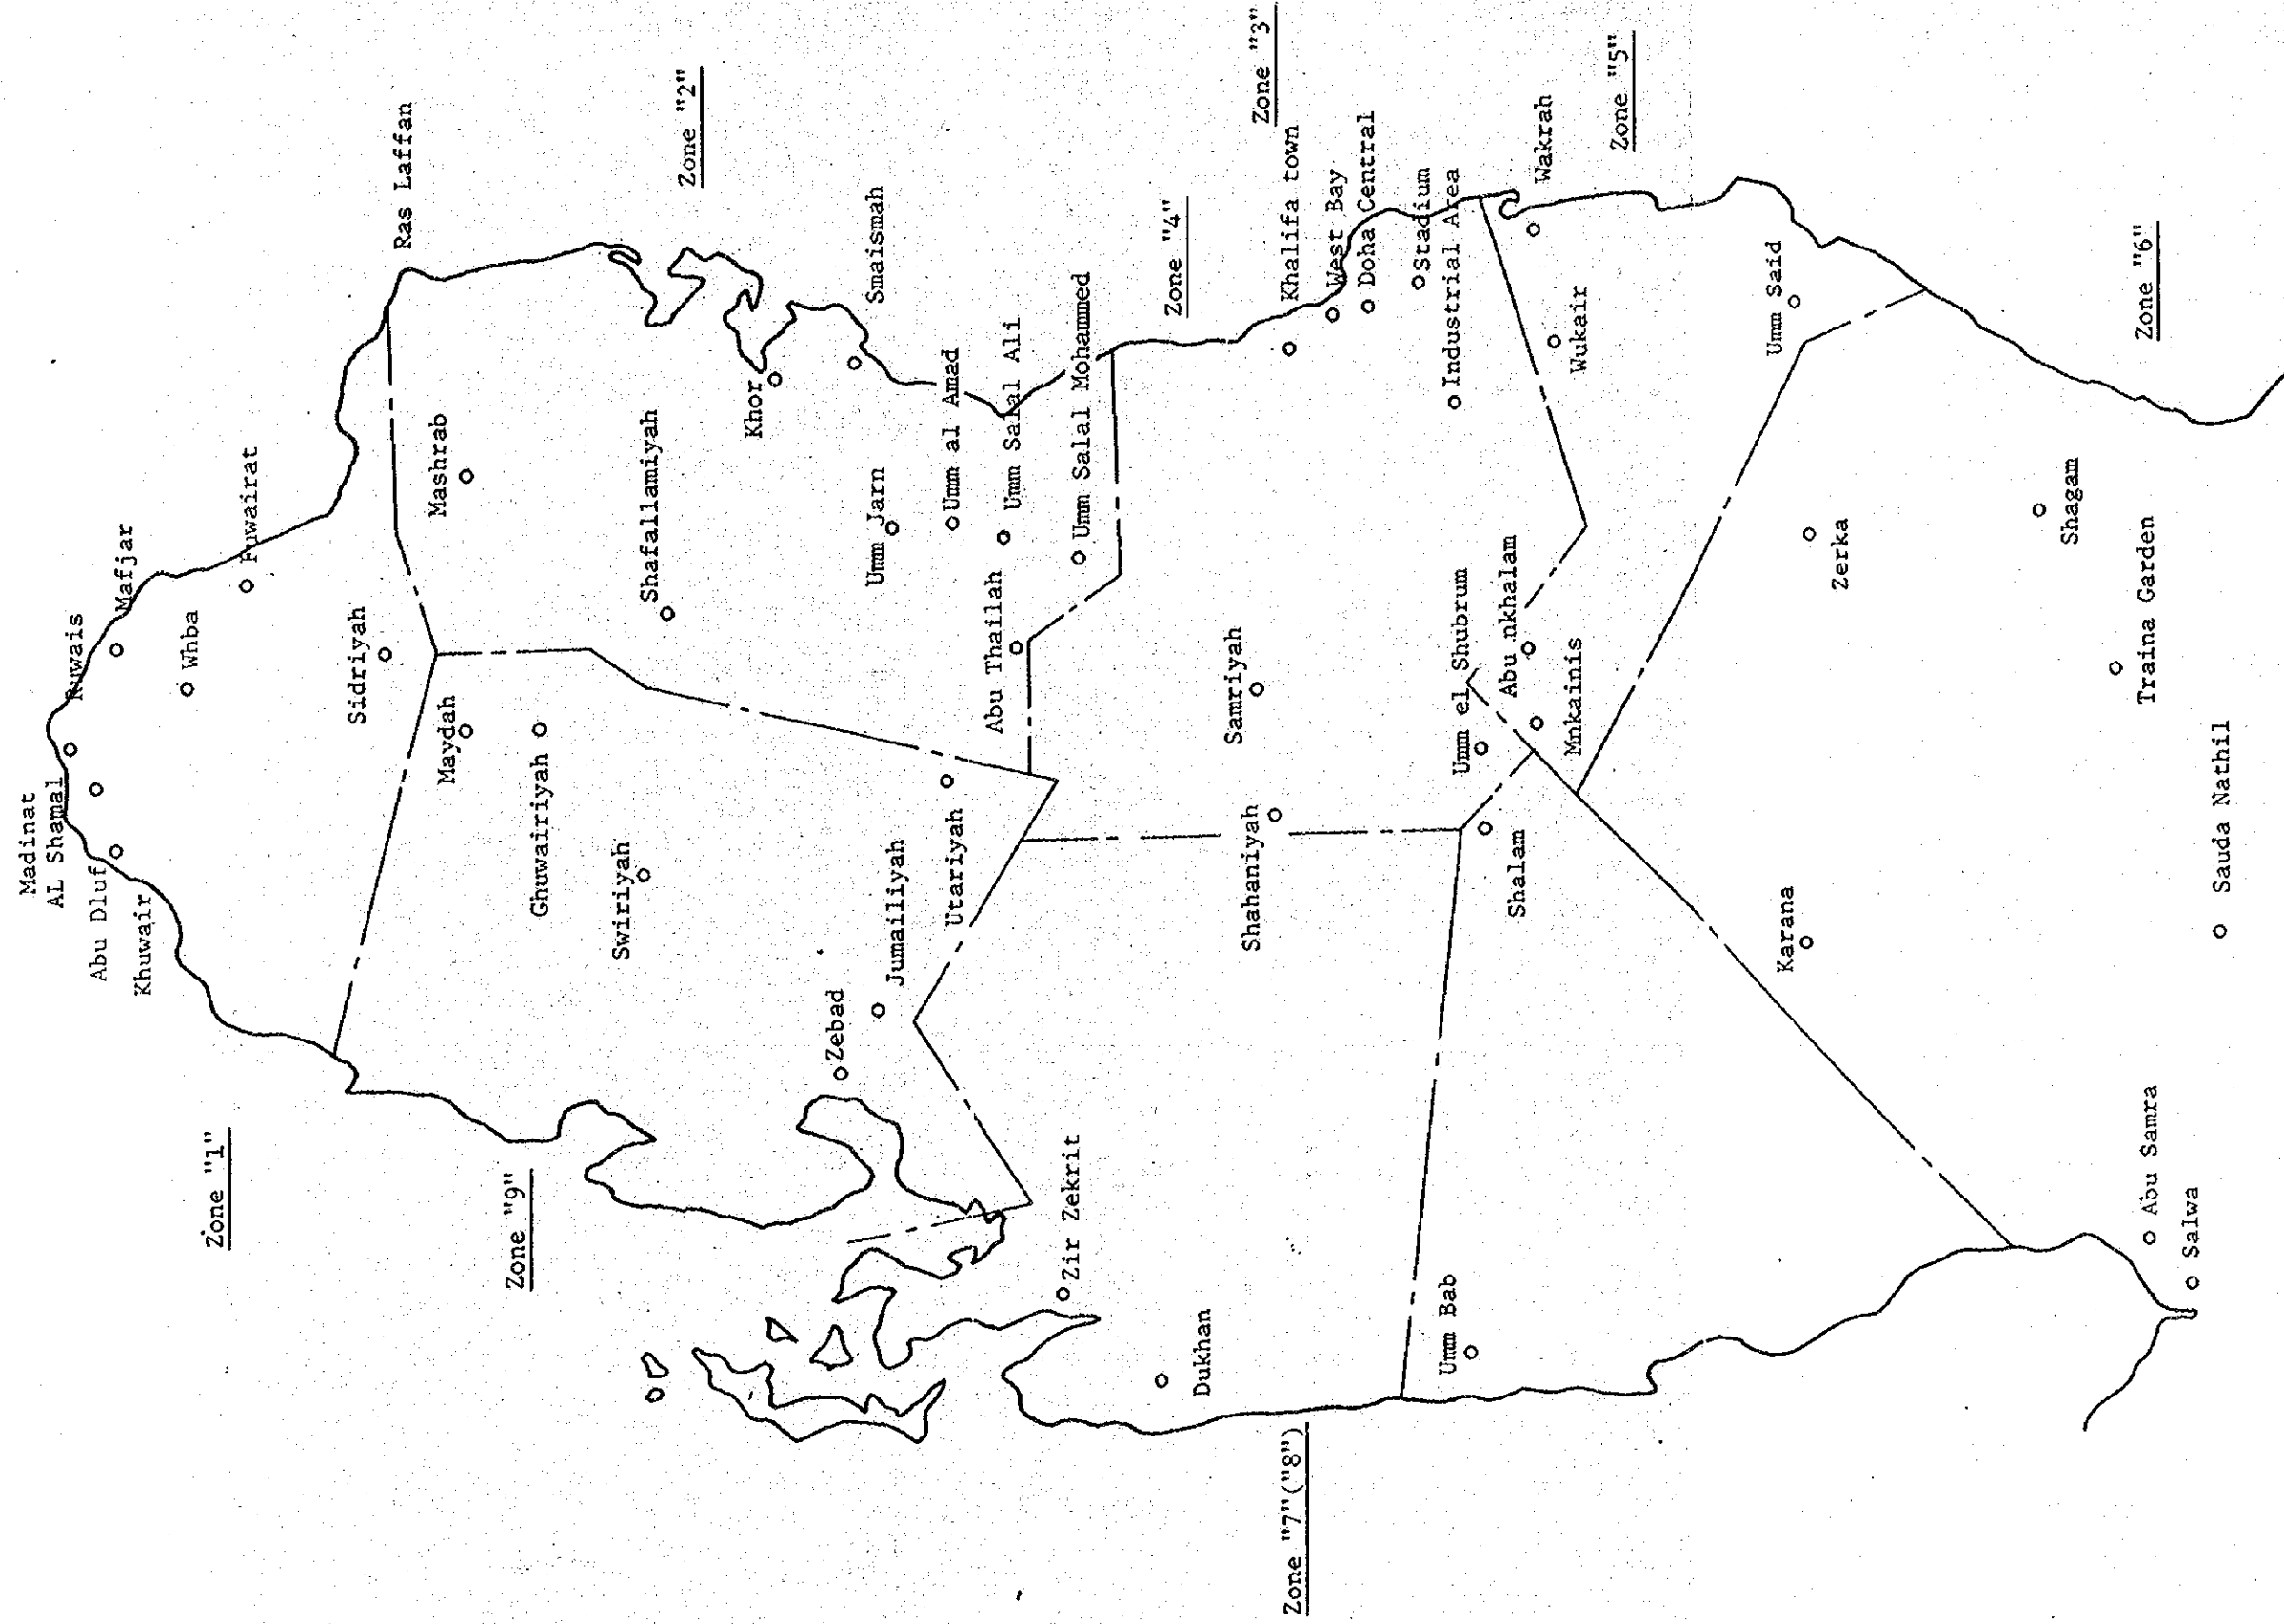 Madinat
AL Shamal
Ruwais
Abu Dluf
Mafjar
Khuwair
Whba
Fuwairat
Zone "1"
Sidriyah
Ras Laffan
Mashrab
Maydah
Zone "9"
Ghuwairiyah
Swiriyah
Shafallamiyah
Zone "2"
Khor
Zebad
Jumailiyah
Umm Jarn
Smaismah
Utariyah
Umm al Amad
Abu Thailah
Umm Salal Ali
Umm Salal Mohammed
Zir Zekrit
Zone "4"
Dukhan
Samriyah
Shahaniyah
Zone "3"
Khalifa town
West Bay
Doha Central
Stadium
Industrial Area
Zone "7"("8")
Umm Bab
Umm el Shubrum
Abu nkhalam
Shalam
Mnkainis
Wakrah
Wukair
Zone "5"
Umm Said
Karana
Zerka
Shagam
Zone "6"
Traina Garden
Abu Samra
Salwa
Sauda Nathil